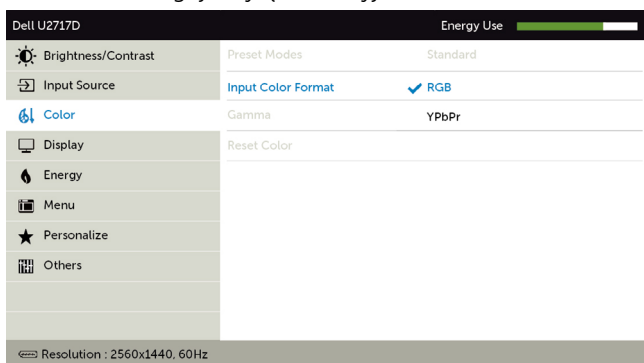 Dell U2717D Energy Use
Brightness/Contrast Preset Modes Standard
Input Source Input Color Format RGB
Color Gamma YPbPr
Display Reset Color
Energy
Menu
Personalize
Others
Resolution : 2560x1440, 60Hz